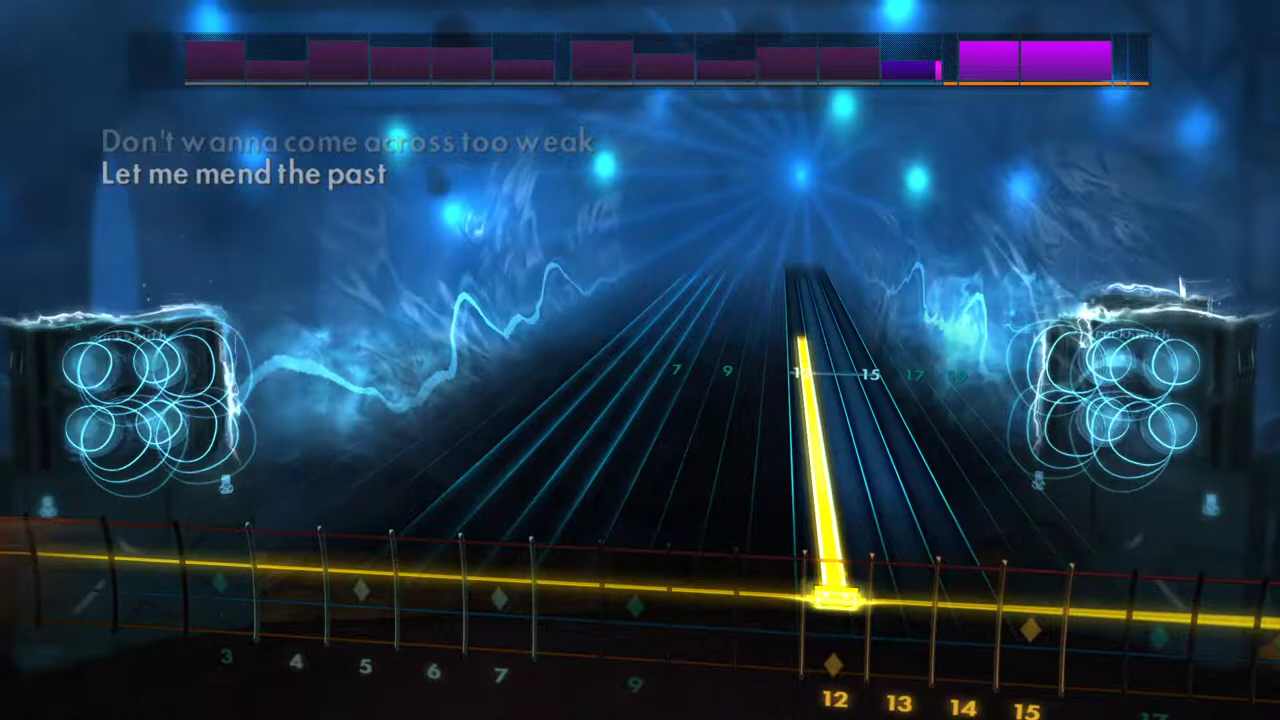 Don't wanna come across too weak
Let me mend the past
7 9 15 17
3 4 5 6 7 9 12 13 14 15 17